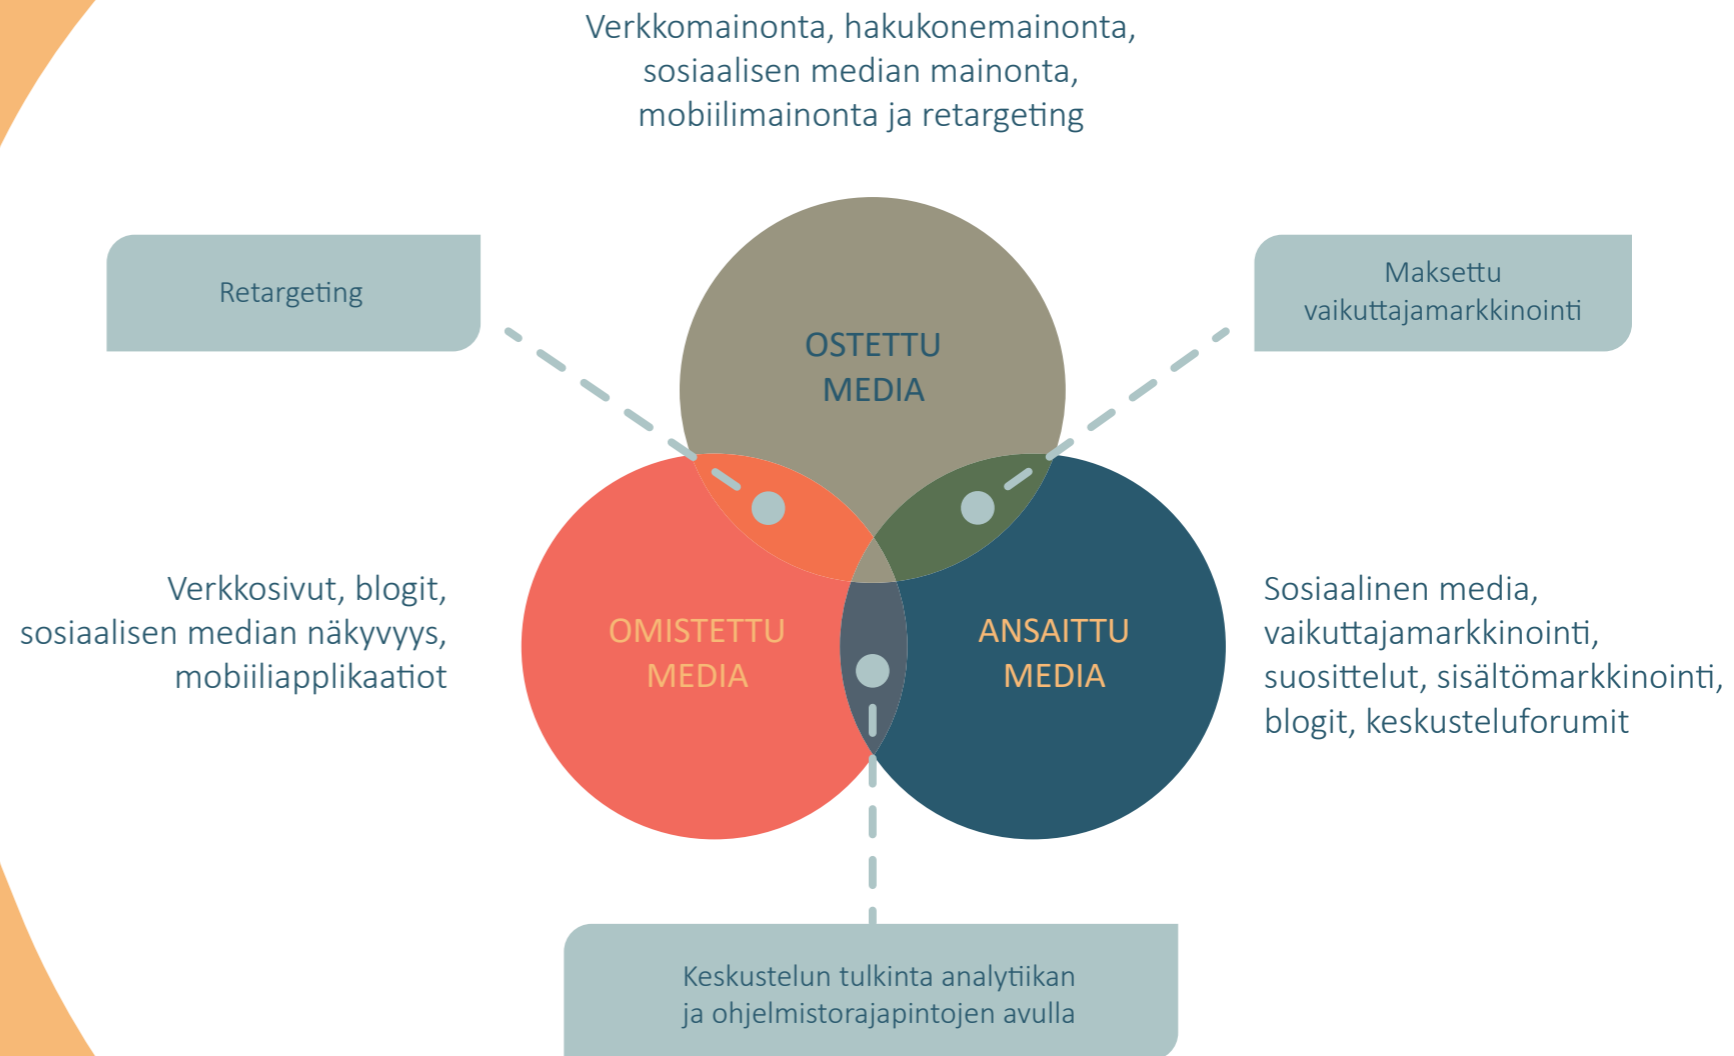 Verkkomainonta, hakukonemainonta,
sosiaalisen median mainonta,
mobiilimainonta ja retargeting
Retargeting
Maksettu
vaikuttajamarkkinointi
OSTETTU
MEDIA
Verkkosivut, blogit,
sosiaalisen median näkyvyys,
mobiiliapplikaatiot
OMISTETTU
MEDIA
ANSAITTU
MEDIA
Sosiaalinen media,
vaikuttajamarkkinointi,
suosittelut, sisältömarkkinointi,
blogit, keskusteluforumit
Keskustelun tulkinta analytiikan
ja ohjelmistorajapintojen avulla